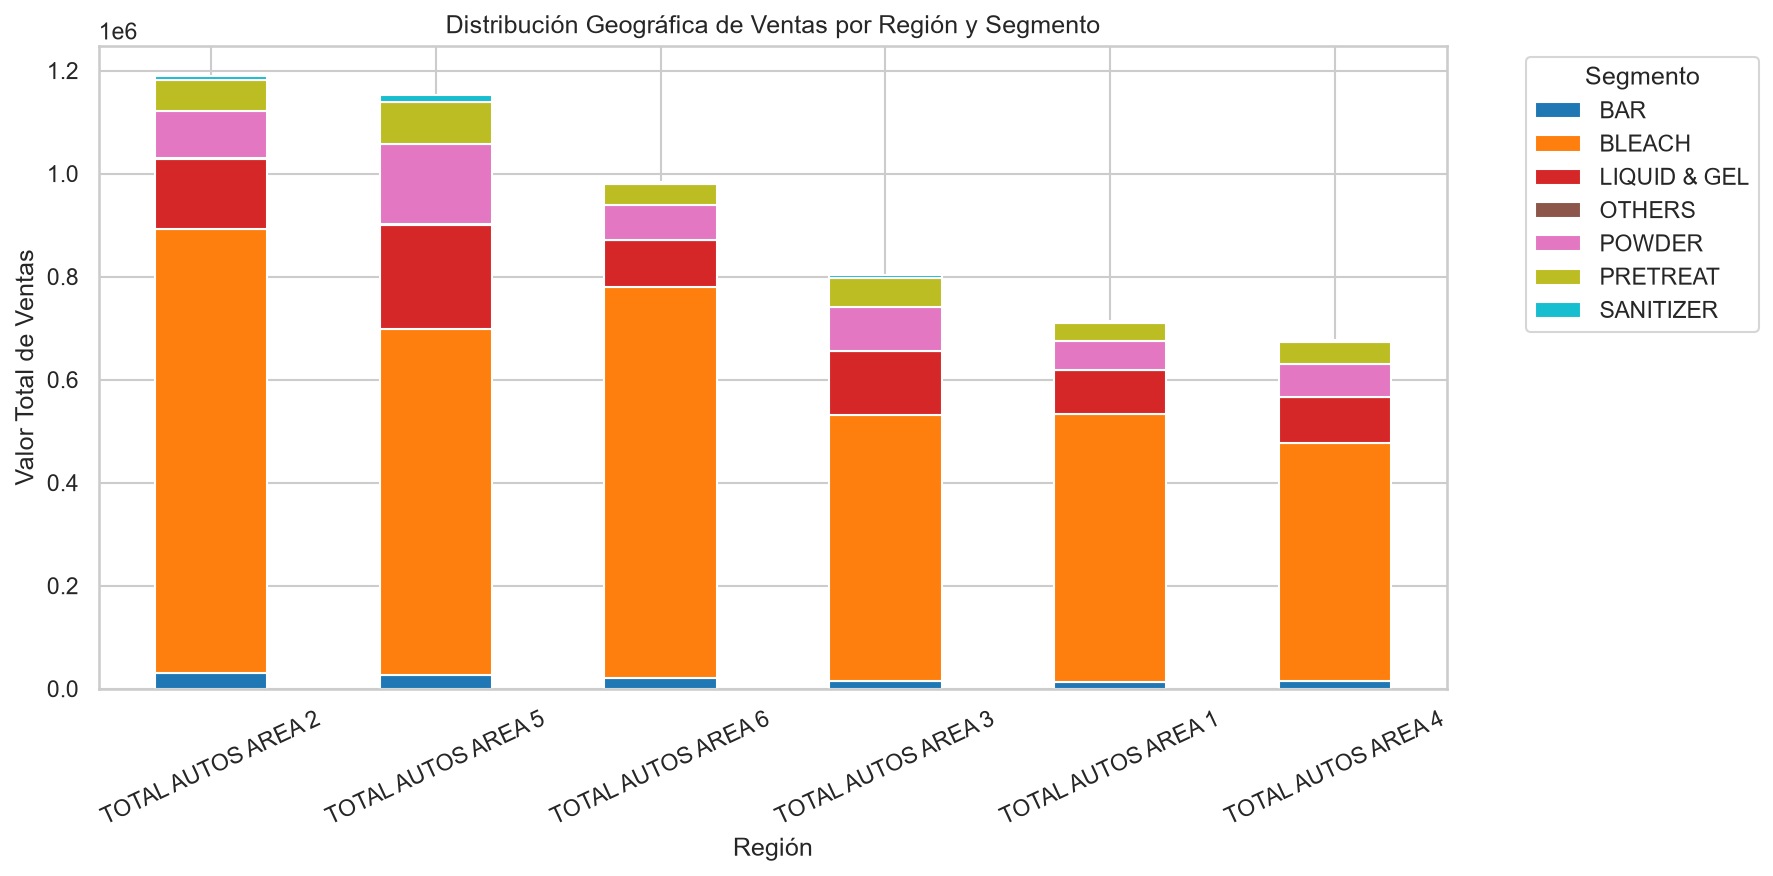 Distribución Geográfica de Ventas por Región y Segmento
1e6
1.2
1.0
0.8
0.6
0.4
0.2
0.0
Valor Total de Ventas
TOTAL AUTOS AREA 2
TOTAL AUTOS AREA 5
TOTAL AUTOS AREA 6
TOTAL AUTOS AREA 3
TOTAL AUTOS AREA 1
TOTAL AUTOS AREA 4
Región
Segmento
BAR
BLEACH
LIQUID & GEL
OTHERS
POWDER
PRETREAT
SANITIZER